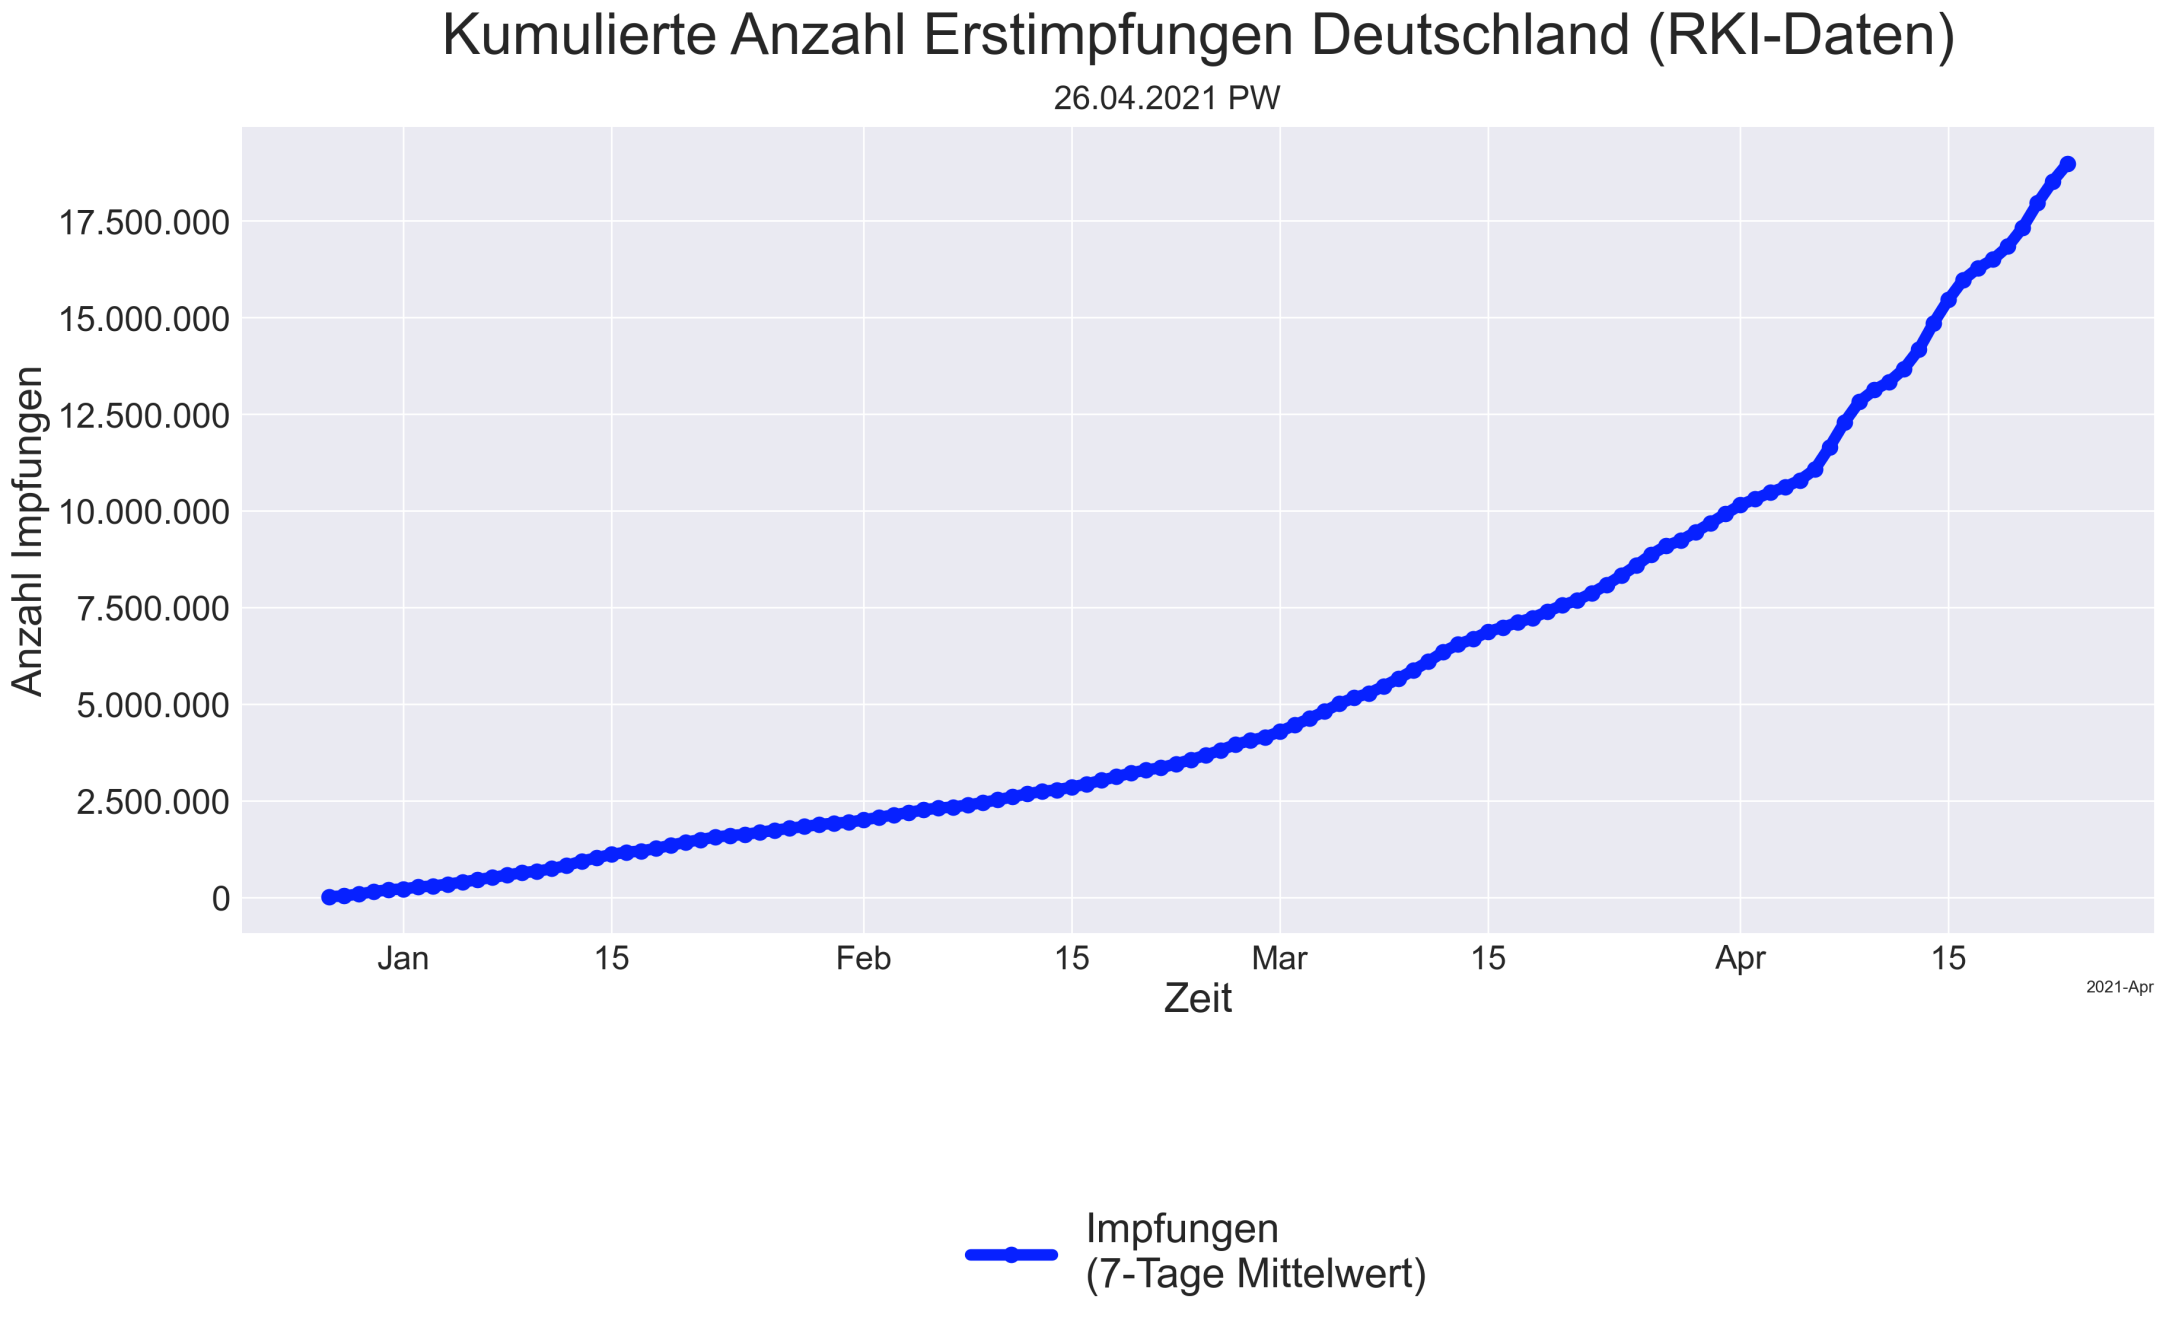 Kumulierte Anzahl Erstimpfungen Deutschland (RKI-Daten)
26.04.2021 PW
Anzahl Impfungen
17.500.000
15.000.000
12.500.000
10.000.000
7.500.000
5.000.000
2.500.000
0
Jan 15 Feb 15 Mar 15 Apr 15
Zeit
2021-Apr
Impfungen
(7-Tage Mittelwert)